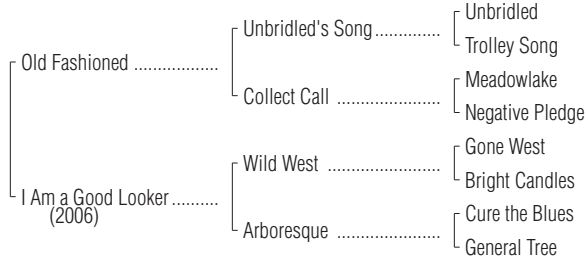 Unbridled
Unbridled's Song..............
Trolley Song
Old Fashioned ..................
Meadowlake
Collect Call ......................
Negative Pledge
Gone West
Wild West ........................
Bright Candles
I Am a Good Looker ..........
(2006)
Cure the Blues
Arboresque ......................
General Tree